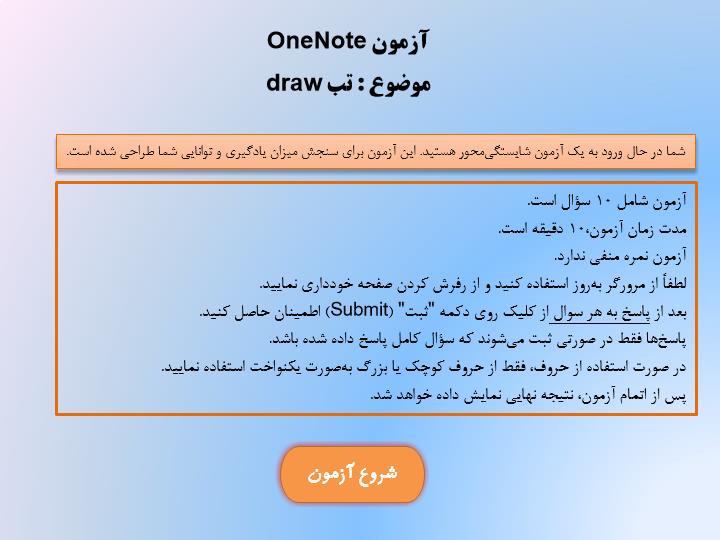 آزمون OneNote
موضوع : تب draw
شما در حال ورود به یک آزمون شایستگی‌محور هستید. این آزمون برای سنجش میزان یادگیری و توانایی شما طراحی شده است.
آزمون شامل ۱۰ سؤال است.
مدت زمان آزمون،۱۰ دقیقه است.
آزمون نمره منفی ندارد.
لطفاً از مرورگر به‌روز استفاده کنید و از رفرش کردن صفحه خودداری نمایید.
بعد از پاسخ به هر سوال از کلیک روی دکمه "ثبت" (Submit) اطمینان حاصل کنید.
پاسخ‌ها فقط در صورتی ثبت می‌شوند که سؤال کامل پاسخ داده شده باشد.
در صورت استفاده از حروف، فقط از حروف کوچک یا بزرگ به‌صورت یکنواخت استفاده نمایید.
پس از اتمام آزمون، نتیجه نهایی نمایش داده خواهد شد.
شروع آزمون